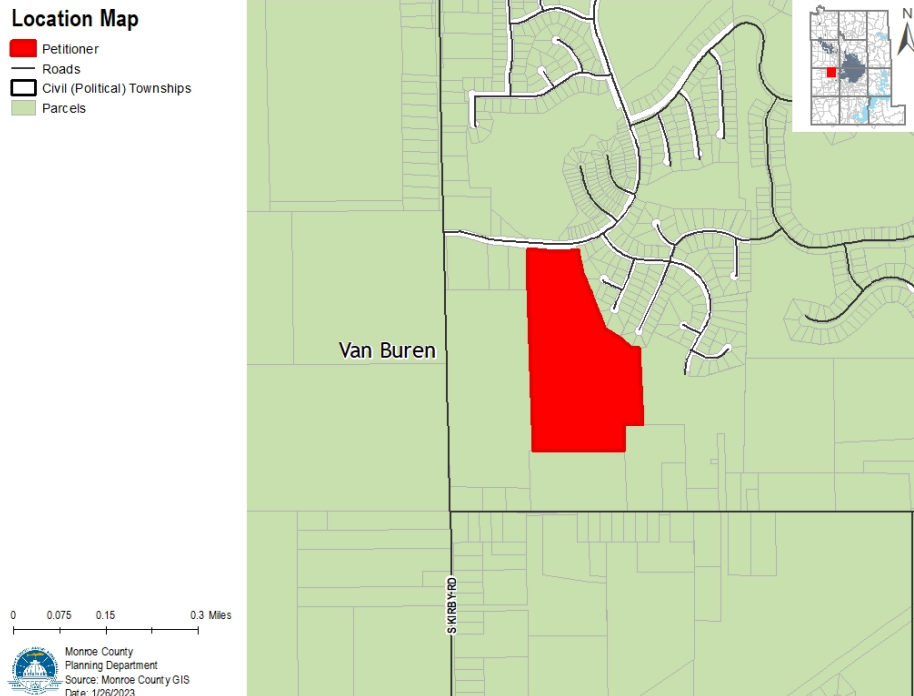 Location Map
Petitioner
Roads
Civil (Political) Townships
Parcels
N
Van Buren
S KIRBY RD
0 0.075 0.15 0.3 Miles
Monroe County
Planning Department
Source: Monroe County GIS
Date: 1/26/2023